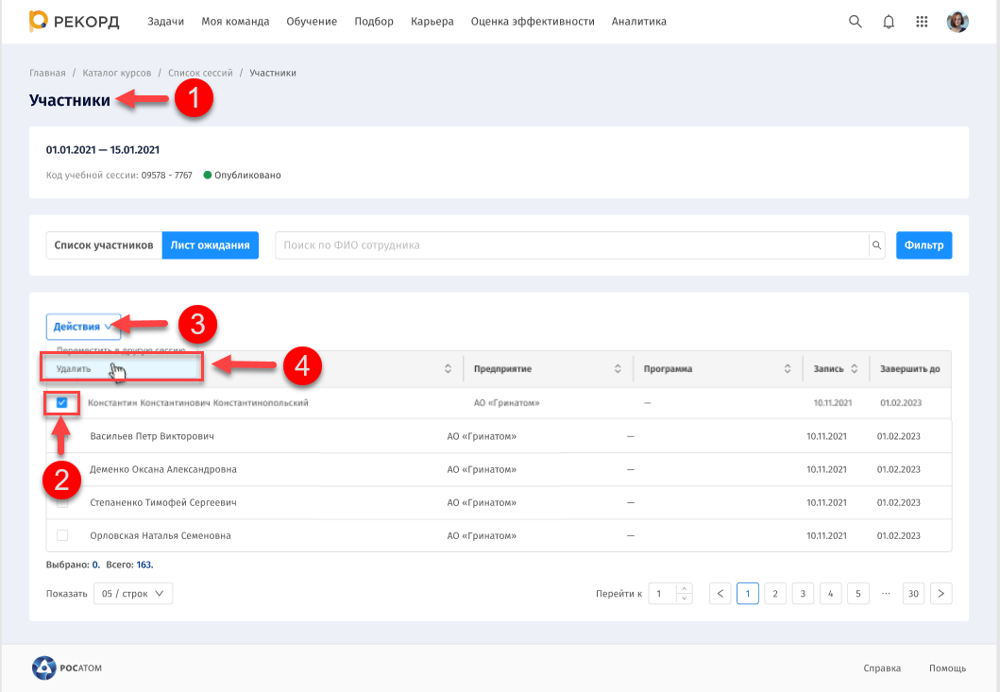 РЕКОРД Задачи Моя команда Обучение Подбор Карьера Оценка эффективности Аналитика
Главная / Каталог курсов / Список сессий / Участники
Участники 1
01.01.2021 — 15.01.2021
Код учебной сессии: 09578 - 7767 Опубликовано
Список участников Лист ожидания Поиск по ФИО сотрудника Фильтр
Действия 3
Переместить в другую сессию
Удалить 4 Предприятие Программа Запись Завершить до
Константин Константинович Константинопольский АО «Гринатом» — 10.11.2021 01.02.2023
Васильев Петр Викторович АО «Гринатом» — 10.11.2021 01.02.2023
Деменко Оксана Александровна АО «Гринатом» — 10.11.2021 01.02.2023
2
Степаненко Тимофей Сергеевич АО «Гринатом» — 10.11.2021 01.02.2023
Орловская Наталья Семеновна АО «Гринатом» — 10.11.2021 01.02.2023
Выбрано: 0. Всего: 163.
Показать 05 / строк Перейти к 1 < 1 2 3 4 5 ··· 30 >
РОСАТОМ Справка Помощь